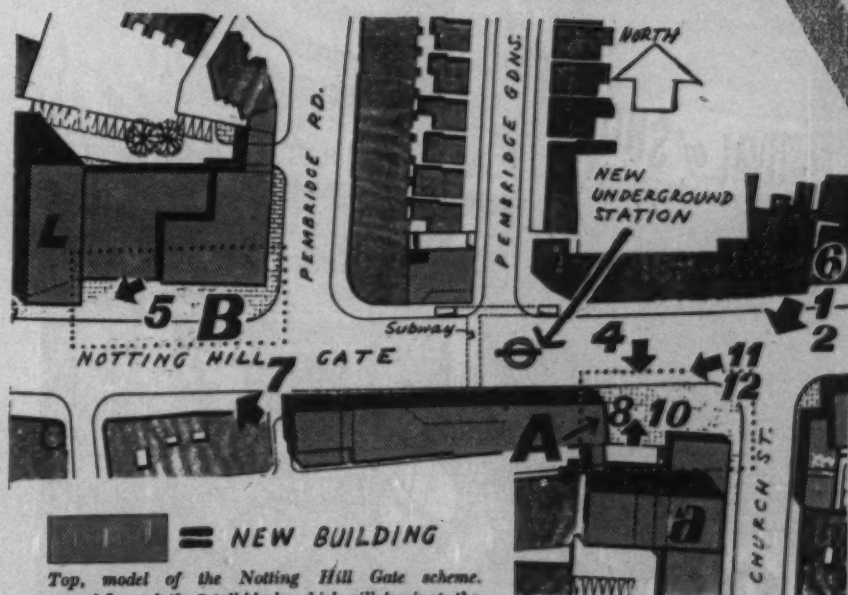 NORTH
PEMBRIDGE RD.
PEMBRIDGE GDNS.
NEW
UNDERGROUND
STATION
6
L
5
B
1
2
Subway
4
11
12
NOTTING HILL GATE
7
8
10
A
a
CHURCH ST.
= NEW BUILDING
Top, model of the Notting Hill Gate scheme.